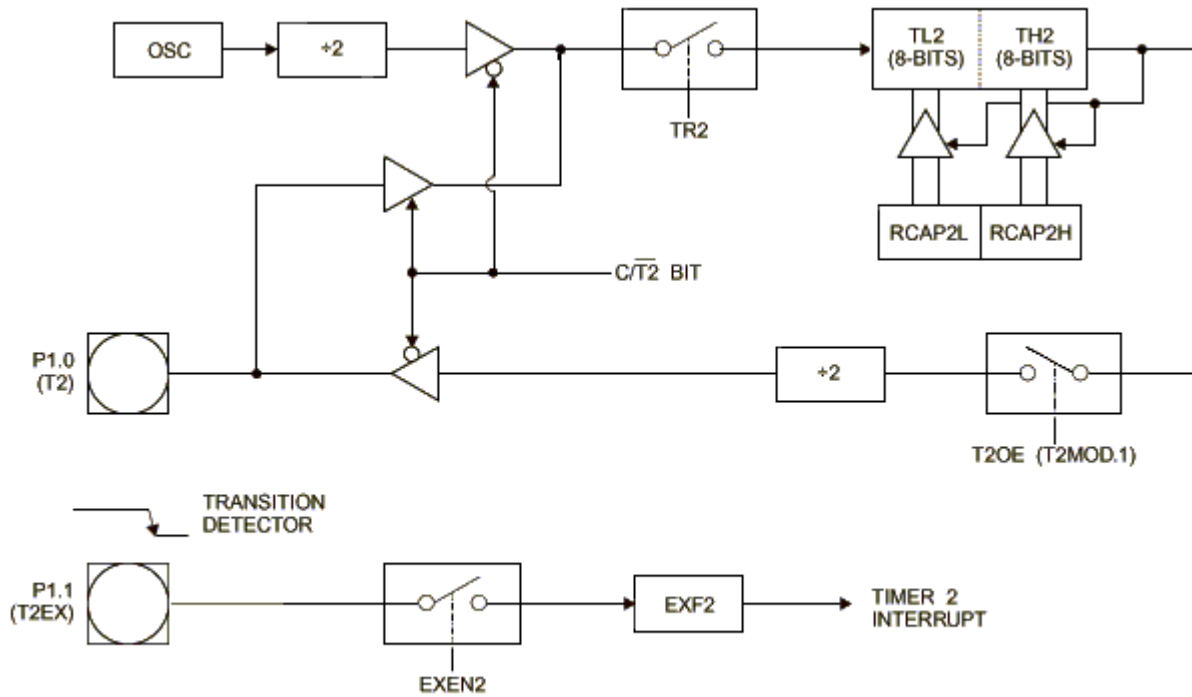 OSC
÷2
TL2
(8-BITS)
TH2
(8-BITS)
TR2
RCAP2L
RCAP2H
C/T2 BIT
P1.0
(T2)
÷2
T2OE (T2MOD.1)
TRANSITION
DETECTOR
P1.1
(T2EX)
EXF2
TIMER 2
INTERRUPT
EXEN2